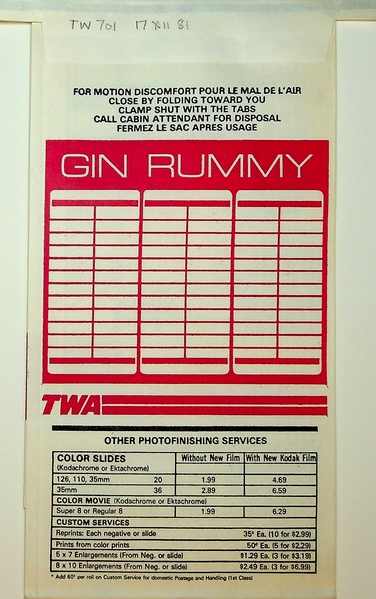 TW 701 17 XII 81
FOR MOTION DISCOMFORT POUR LE MAL DE L'AIR
CLOSE BY FOLDING TOWARD YOU
CLAMP SHUT WITH THE TABS
CALL CABIN ATTENDANT FOR DISPOSAL
FERMEZ LE SAC APRES USAGE
GIN RUMMY
TWA
OTHER PHOTOFINISHING SERVICES
COLOR SLIDES Without New Film With New Kodak Film
(Kodachrome or Ektachrome)
126, 110, 35mm 20 1.99 4.69
35mm 36 2.89 6.59
COLOR MOVIE (Kodachrome or Ektachrome)
Super 8 or Regular 8 1.99 6.29
CUSTOM SERVICES
Reprints: Each negative or slide 35¢ Ea. (10 for $2.99)
Prints from color prints 50¢ Ea. (5 for $2.29)
5 x 7 Enlargements (From Neg. or slide) $1.29 Ea. (3 for $3.19)
8 x 10 Enlargements (From Neg. or slide) $2.49 Ea. (3 for $6.99)
* Add 60¢ per roll on Custom Service for domestic Postage and Handling (1st Class)